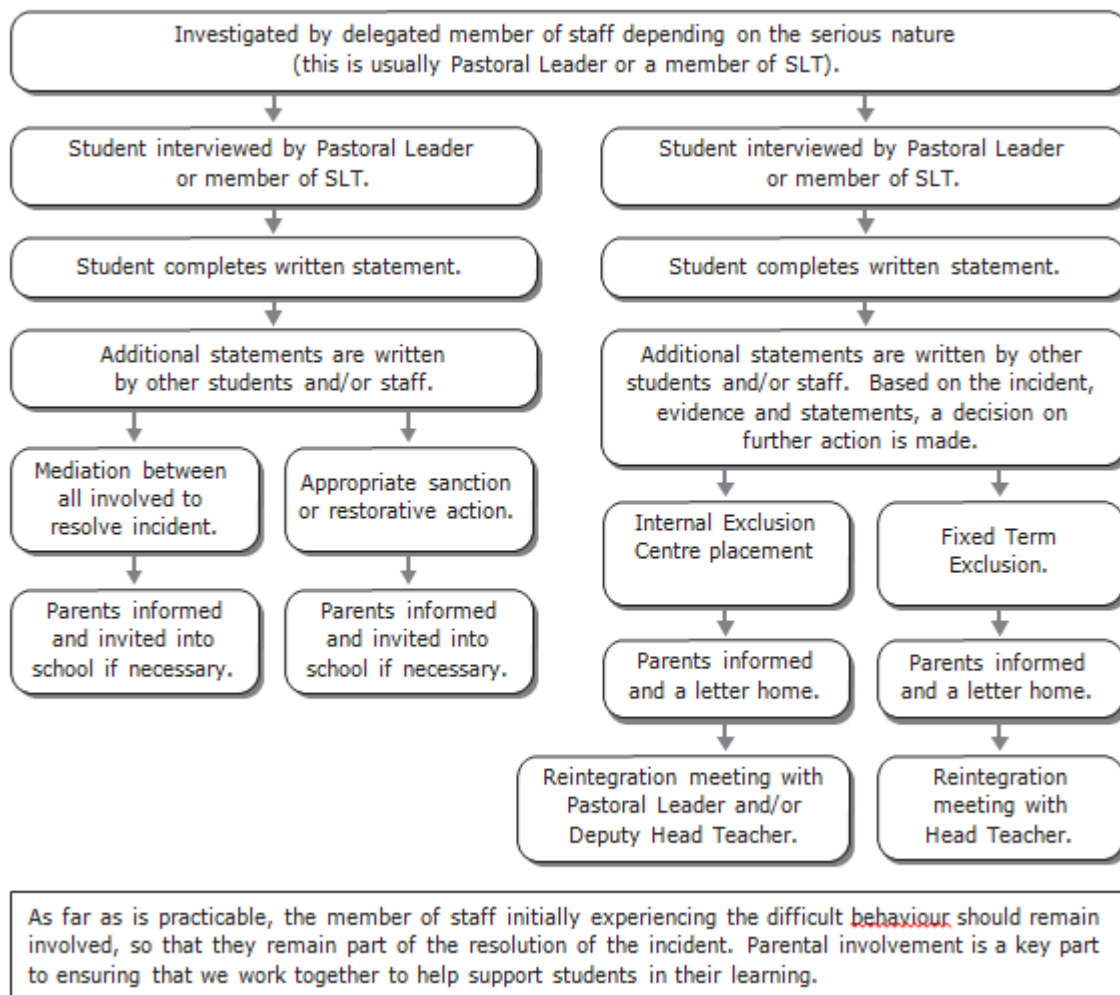 Investigated by delegated member of staff depending on the serious nature
(this is usually Pastoral Leader or a member of SLT).
Student interviewed by Pastoral Leader
or member of SLT.
Student completes written statement.
Additional statements are written
by other students and/or staff.
Mediation between
all involved to
resolve incident.
Parents informed
and invited into
school if necessary.
Appropriate sanction
or restorative action.
Parents informed
and invited into
school if necessary.
Student interviewed by Pastoral Leader
or member of SLT.
Student completes written statement.
Additional statements are written by other
students and/or staff. Based on the incident,
evidence and statements, a decision on
further action is made.
Internal Exclusion
Centre placement
Parents informed
and a letter home.
Reintegration meeting with
Pastoral Leader and/or
Deputy Head Teacher.
Fixed Term
Exclusion.
Parents informed
and a letter home.
Reintegration
meeting with
Head Teacher.
As far as is practicable, the member of staff initially experiencing the difficult behaviour should remain
involved, so that they remain part of the resolution of the incident. Parental involvement is a key part
to ensuring that we work together to help support students in their learning.